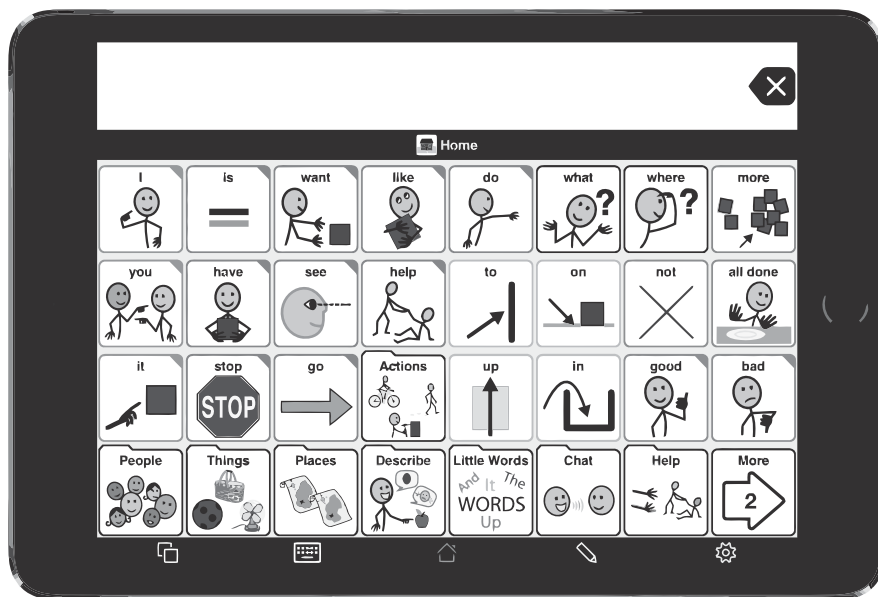 Home
I is want like do what where more
? ?
you have see help to on not all done
it stop go Actions up in good bad
STOP
People Things Places Describe Little Words Chat Help More
And It The
WORDS
Up
2